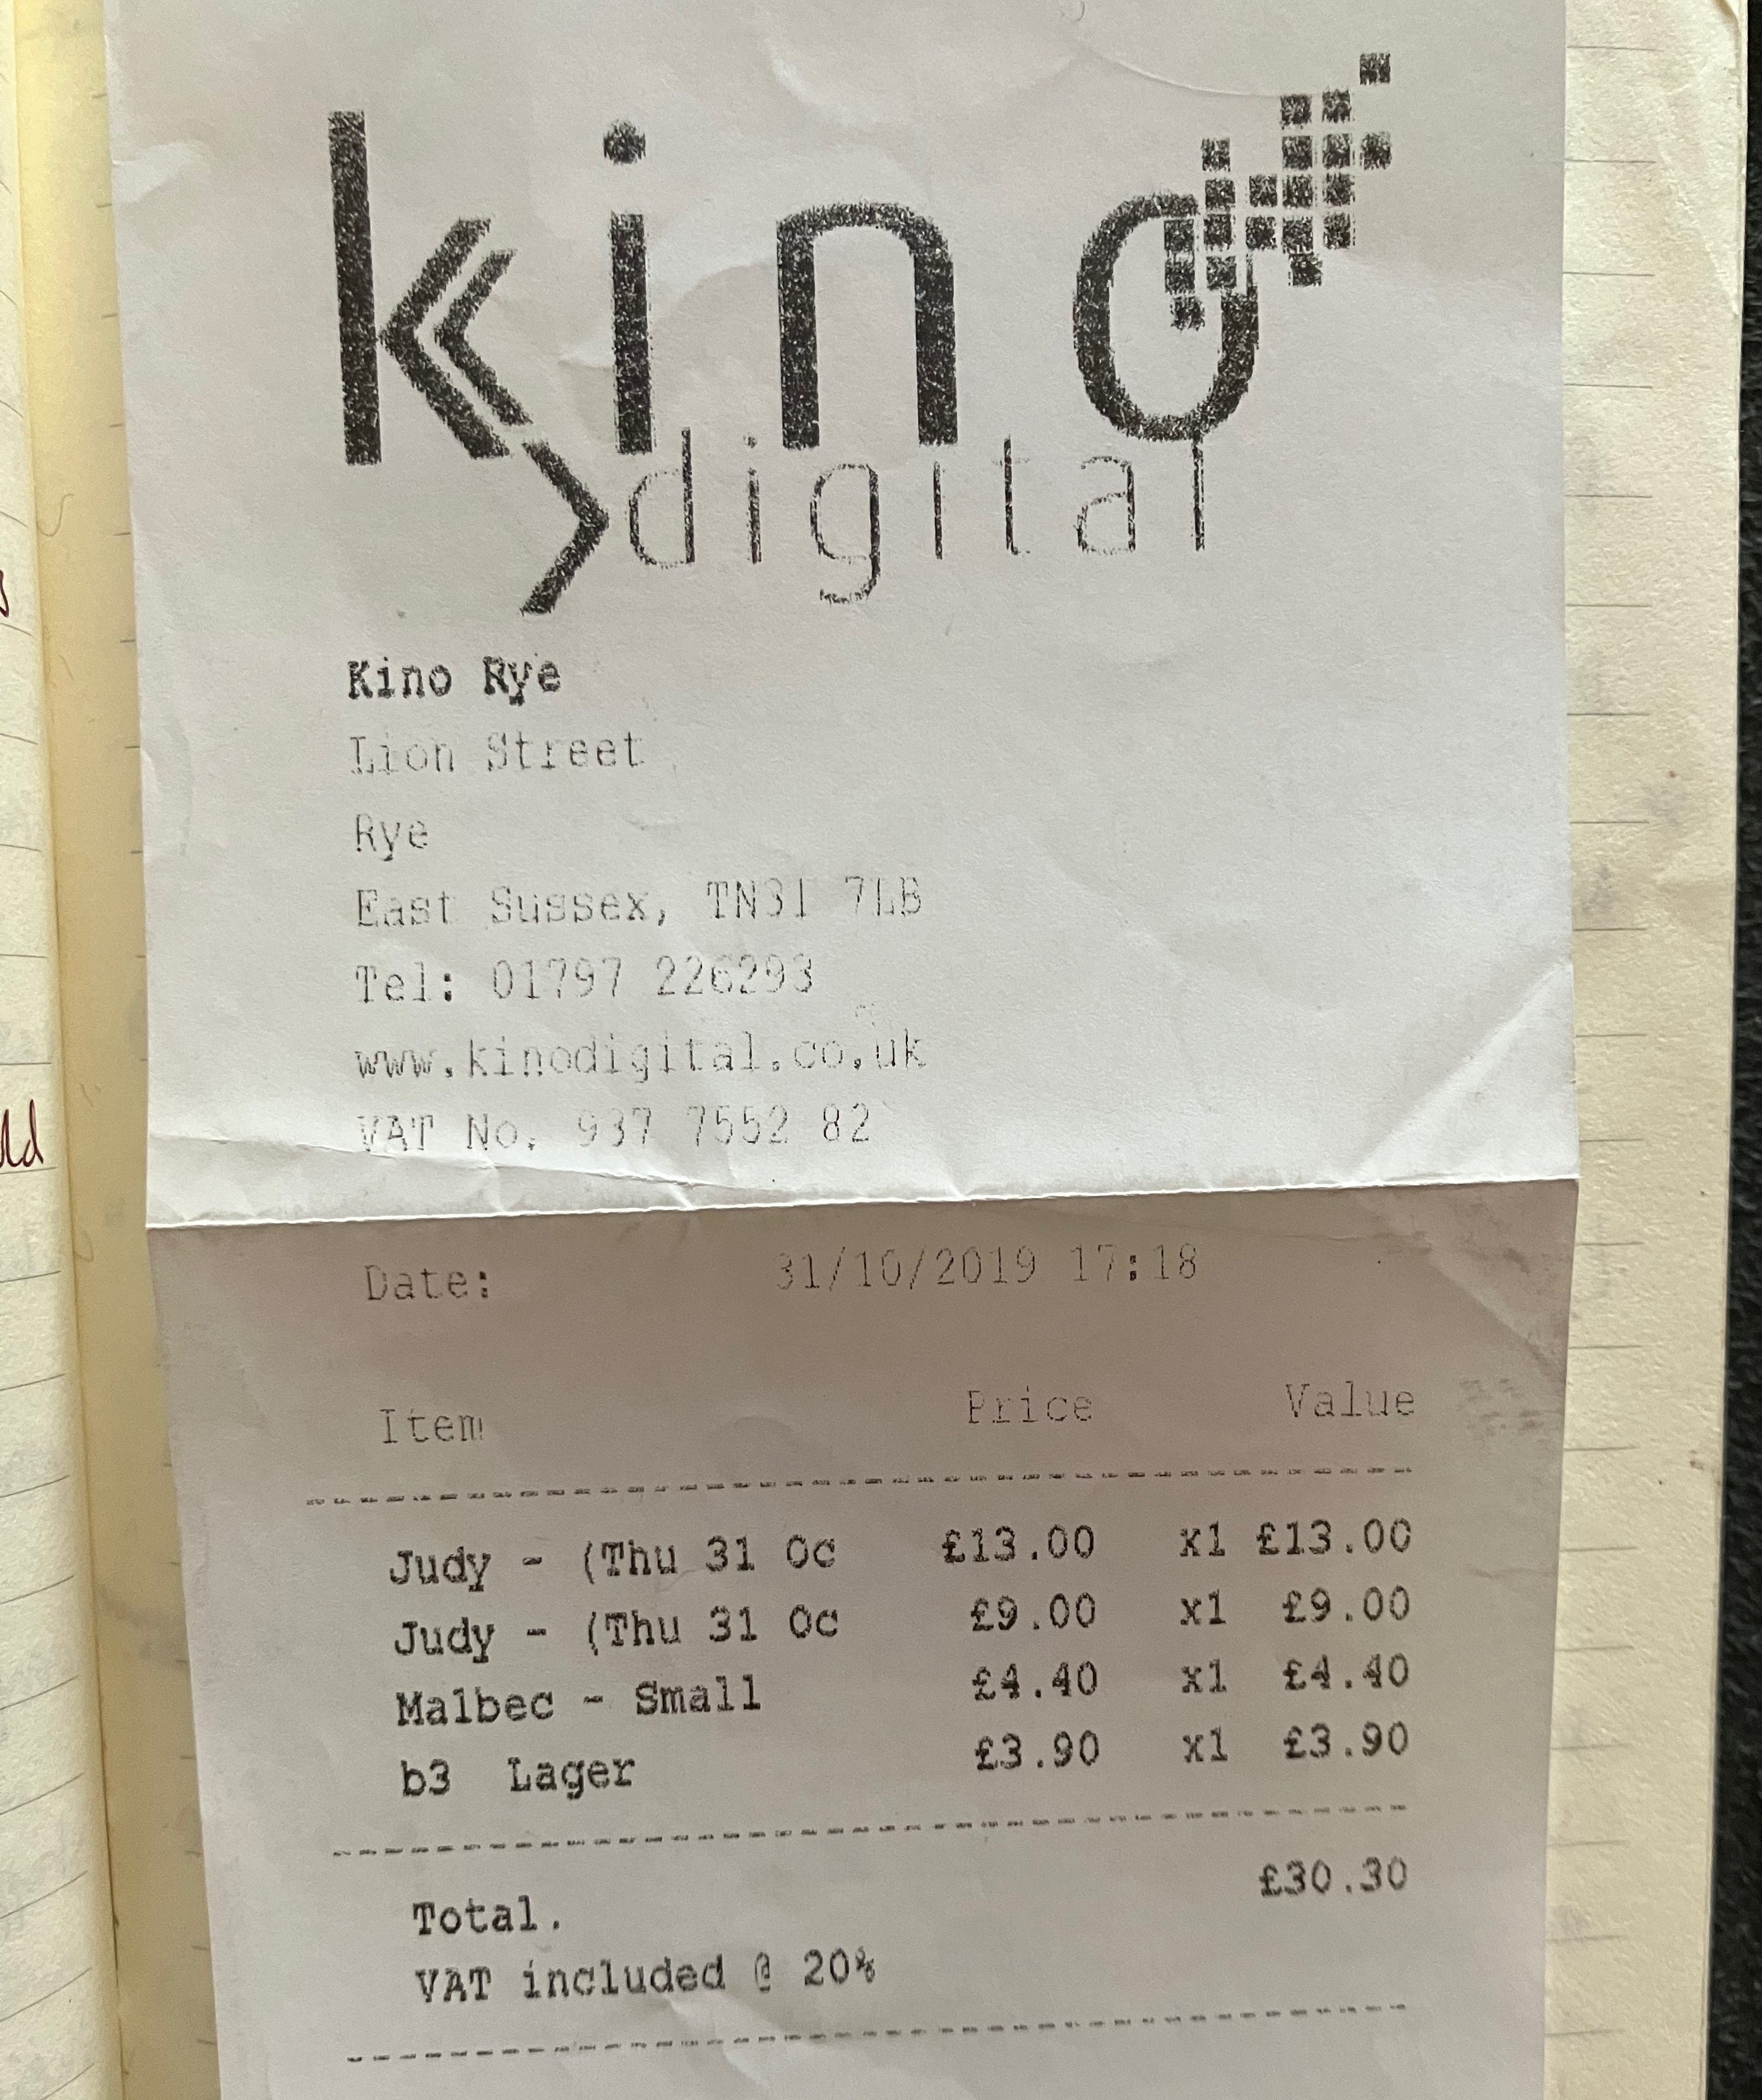 kino
digital
Kino Rye
Lion Street
Rye
East Sussex, TN31 7LB
Tel: 01797 226293
www.kinodigital.co.uk
VAT No. 937 7552 82
Date: 31/10/2019 17:18
Item Price Value
Judy - (Thu 31 Oc £13.00 x1 £13.00
Judy - (Thu 31 Oc £9.00 x1 £9.00
Malbec - Small £4.40 x1 £4.40
b3 Lager £3.90 x1 £3.90
Total. £30.30
VAT included @ 20%